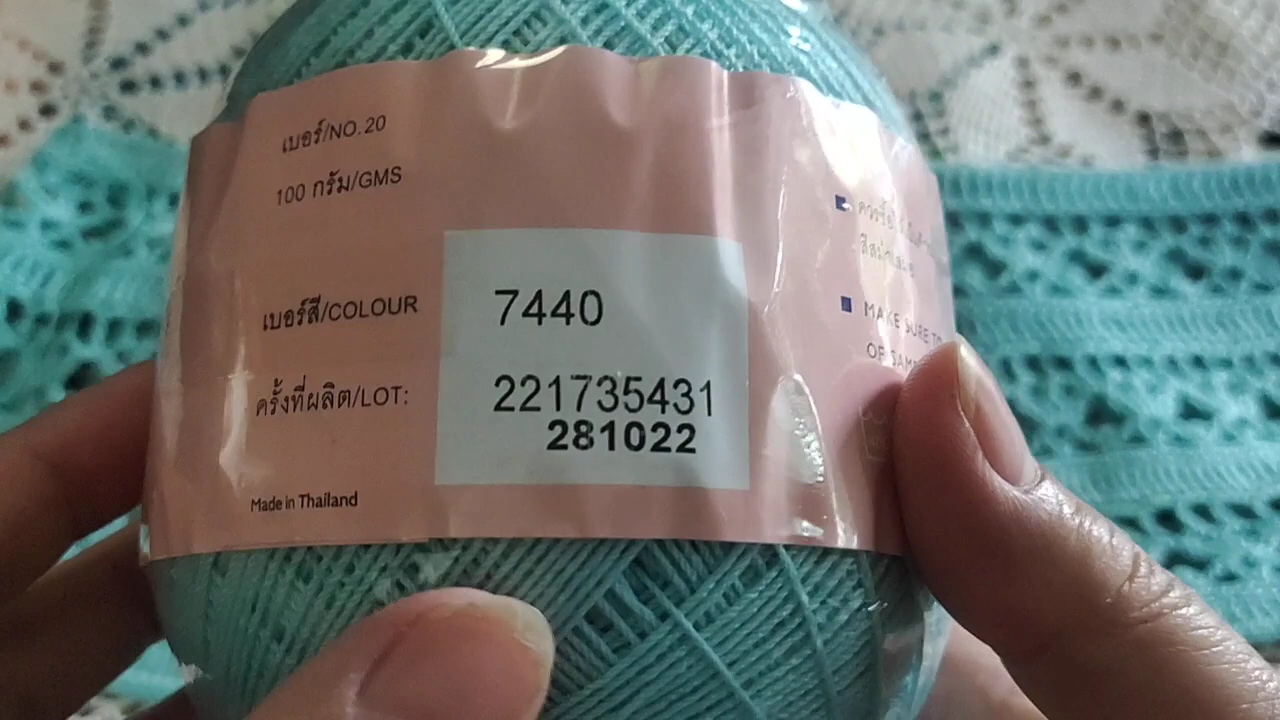 เบอร์/NO.20
100 กรัม/GMS
เบอร์สี/COLOUR 7440
ครั้งที่ผลิต/LOT: 221735431
281022
Made in Thailand
MAKE SURE TO
OF